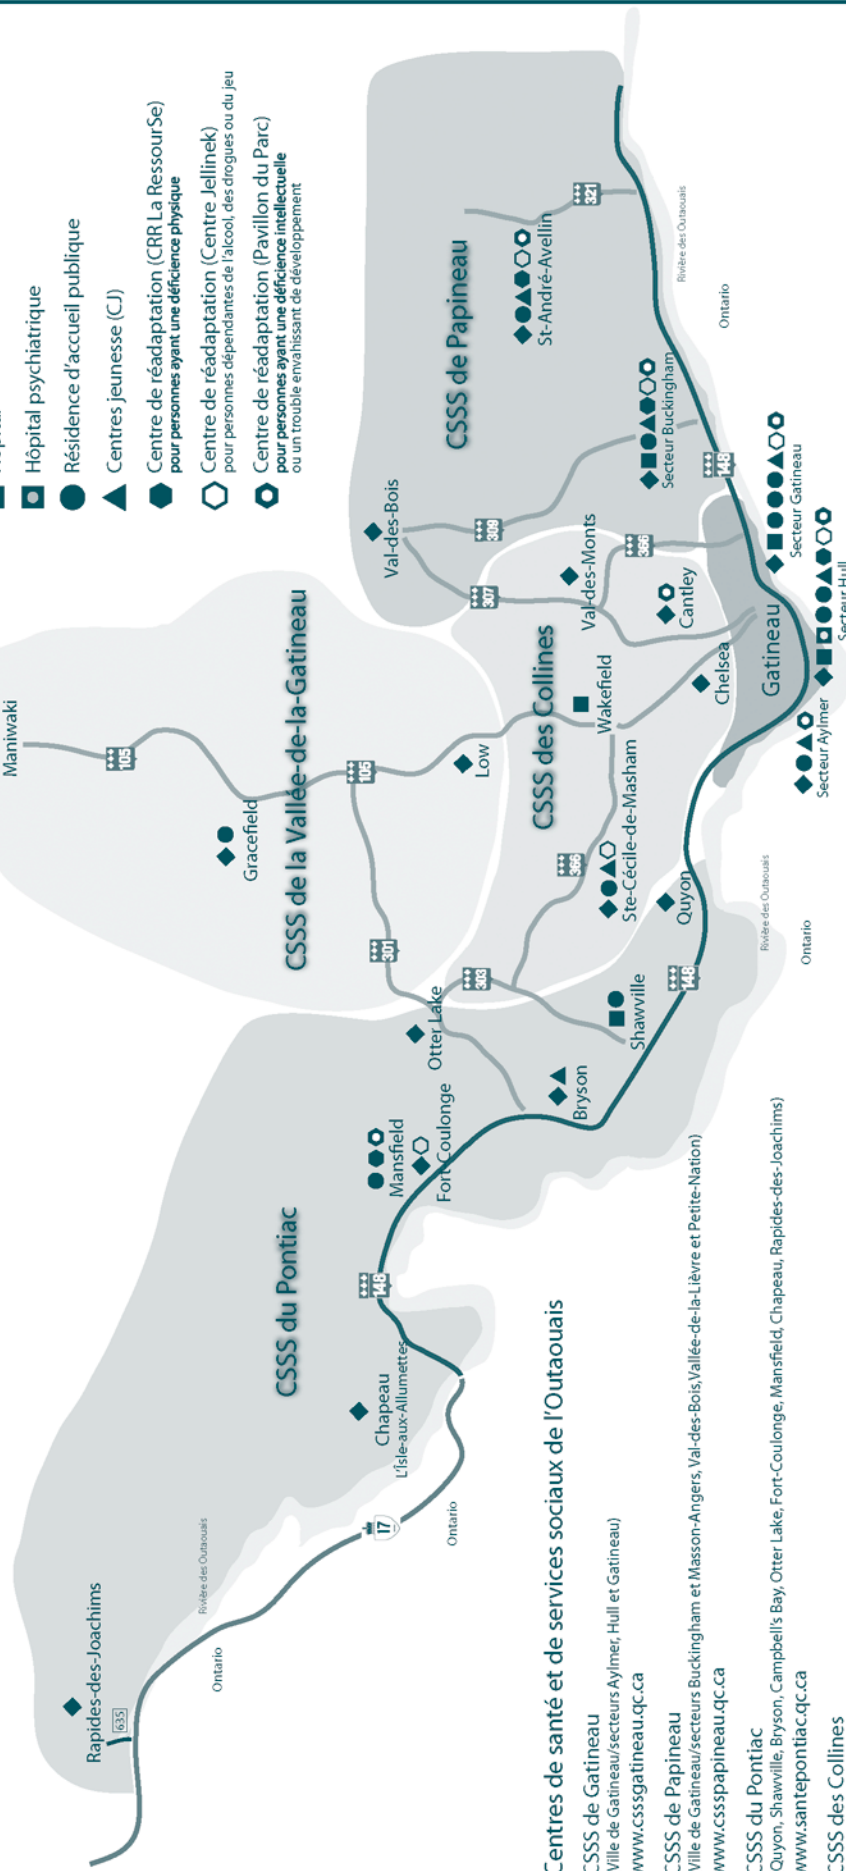 Hôpital psychiatrique
Résidence d'accueil publique
Centres jeunesse (CJ)
Centre de réadaptation (CRR La RessourSe)
pour personnes ayant une déficience physique
Centre de réadaptation (Centre Jellinek)
pour personnes dépendantes de l'alcool, des drogues ou du jeu
Centre de réadaptation (Pavillon du Parc)
pour personnes ayant une déficience intellectuelle
ou un trouble envahissant de développement
Maniwaki
105
Gracefield
CSSS de la Vallée-de-la-Gatineau
105
301
Low
Rapides-des-Joachims
635
Rivière des Outaouais
Ontario
CSSS du Pontiac
Chapeau
L'Isle-aux-Allumettes
17
Ontario
148
Mansfield
Fort-Coulonge
Otter Lake
303
Bryson
Shawville
148
Quyon
Rivière des Outaouais
Ontario
CSSS des Collines
366
Ste-Cécile-de-Masham
Wakefield
Val-des-Monts
307
366
Cantley
Chelsea
Val-des-Bois
309
CSSS de Papineau
St-André-Avellin
321
Secteur Buckingham
148
Rivière des Outaouais
Ontario
Gatineau
Secteur Gatineau
Secteur Hull
Secteur Aylmer
Centres de santé et de services sociaux de l'Outaouais
CSSS de Gatineau
Ville de Gatineau/secteurs Aylmer, Hull et Gatineau)
www.csssgatineau.qc.ca
CSSS de Papineau
Ville de Gatineau/secteurs Buckingham et Masson-Angers, Val-des-Bois,Vallée-de-la-Lièvre et Petite-Nation)
www.cssspapineau.qc.ca
CSSS du Pontiac
Quyon, Shawville, Bryson, Campbell's Bay, Otter Lake, Fort-Coulonge, Mansfield, Chapeau, Rapides-des-Joachims)
www.santepontiac.qc.ca
CSSS des Collines